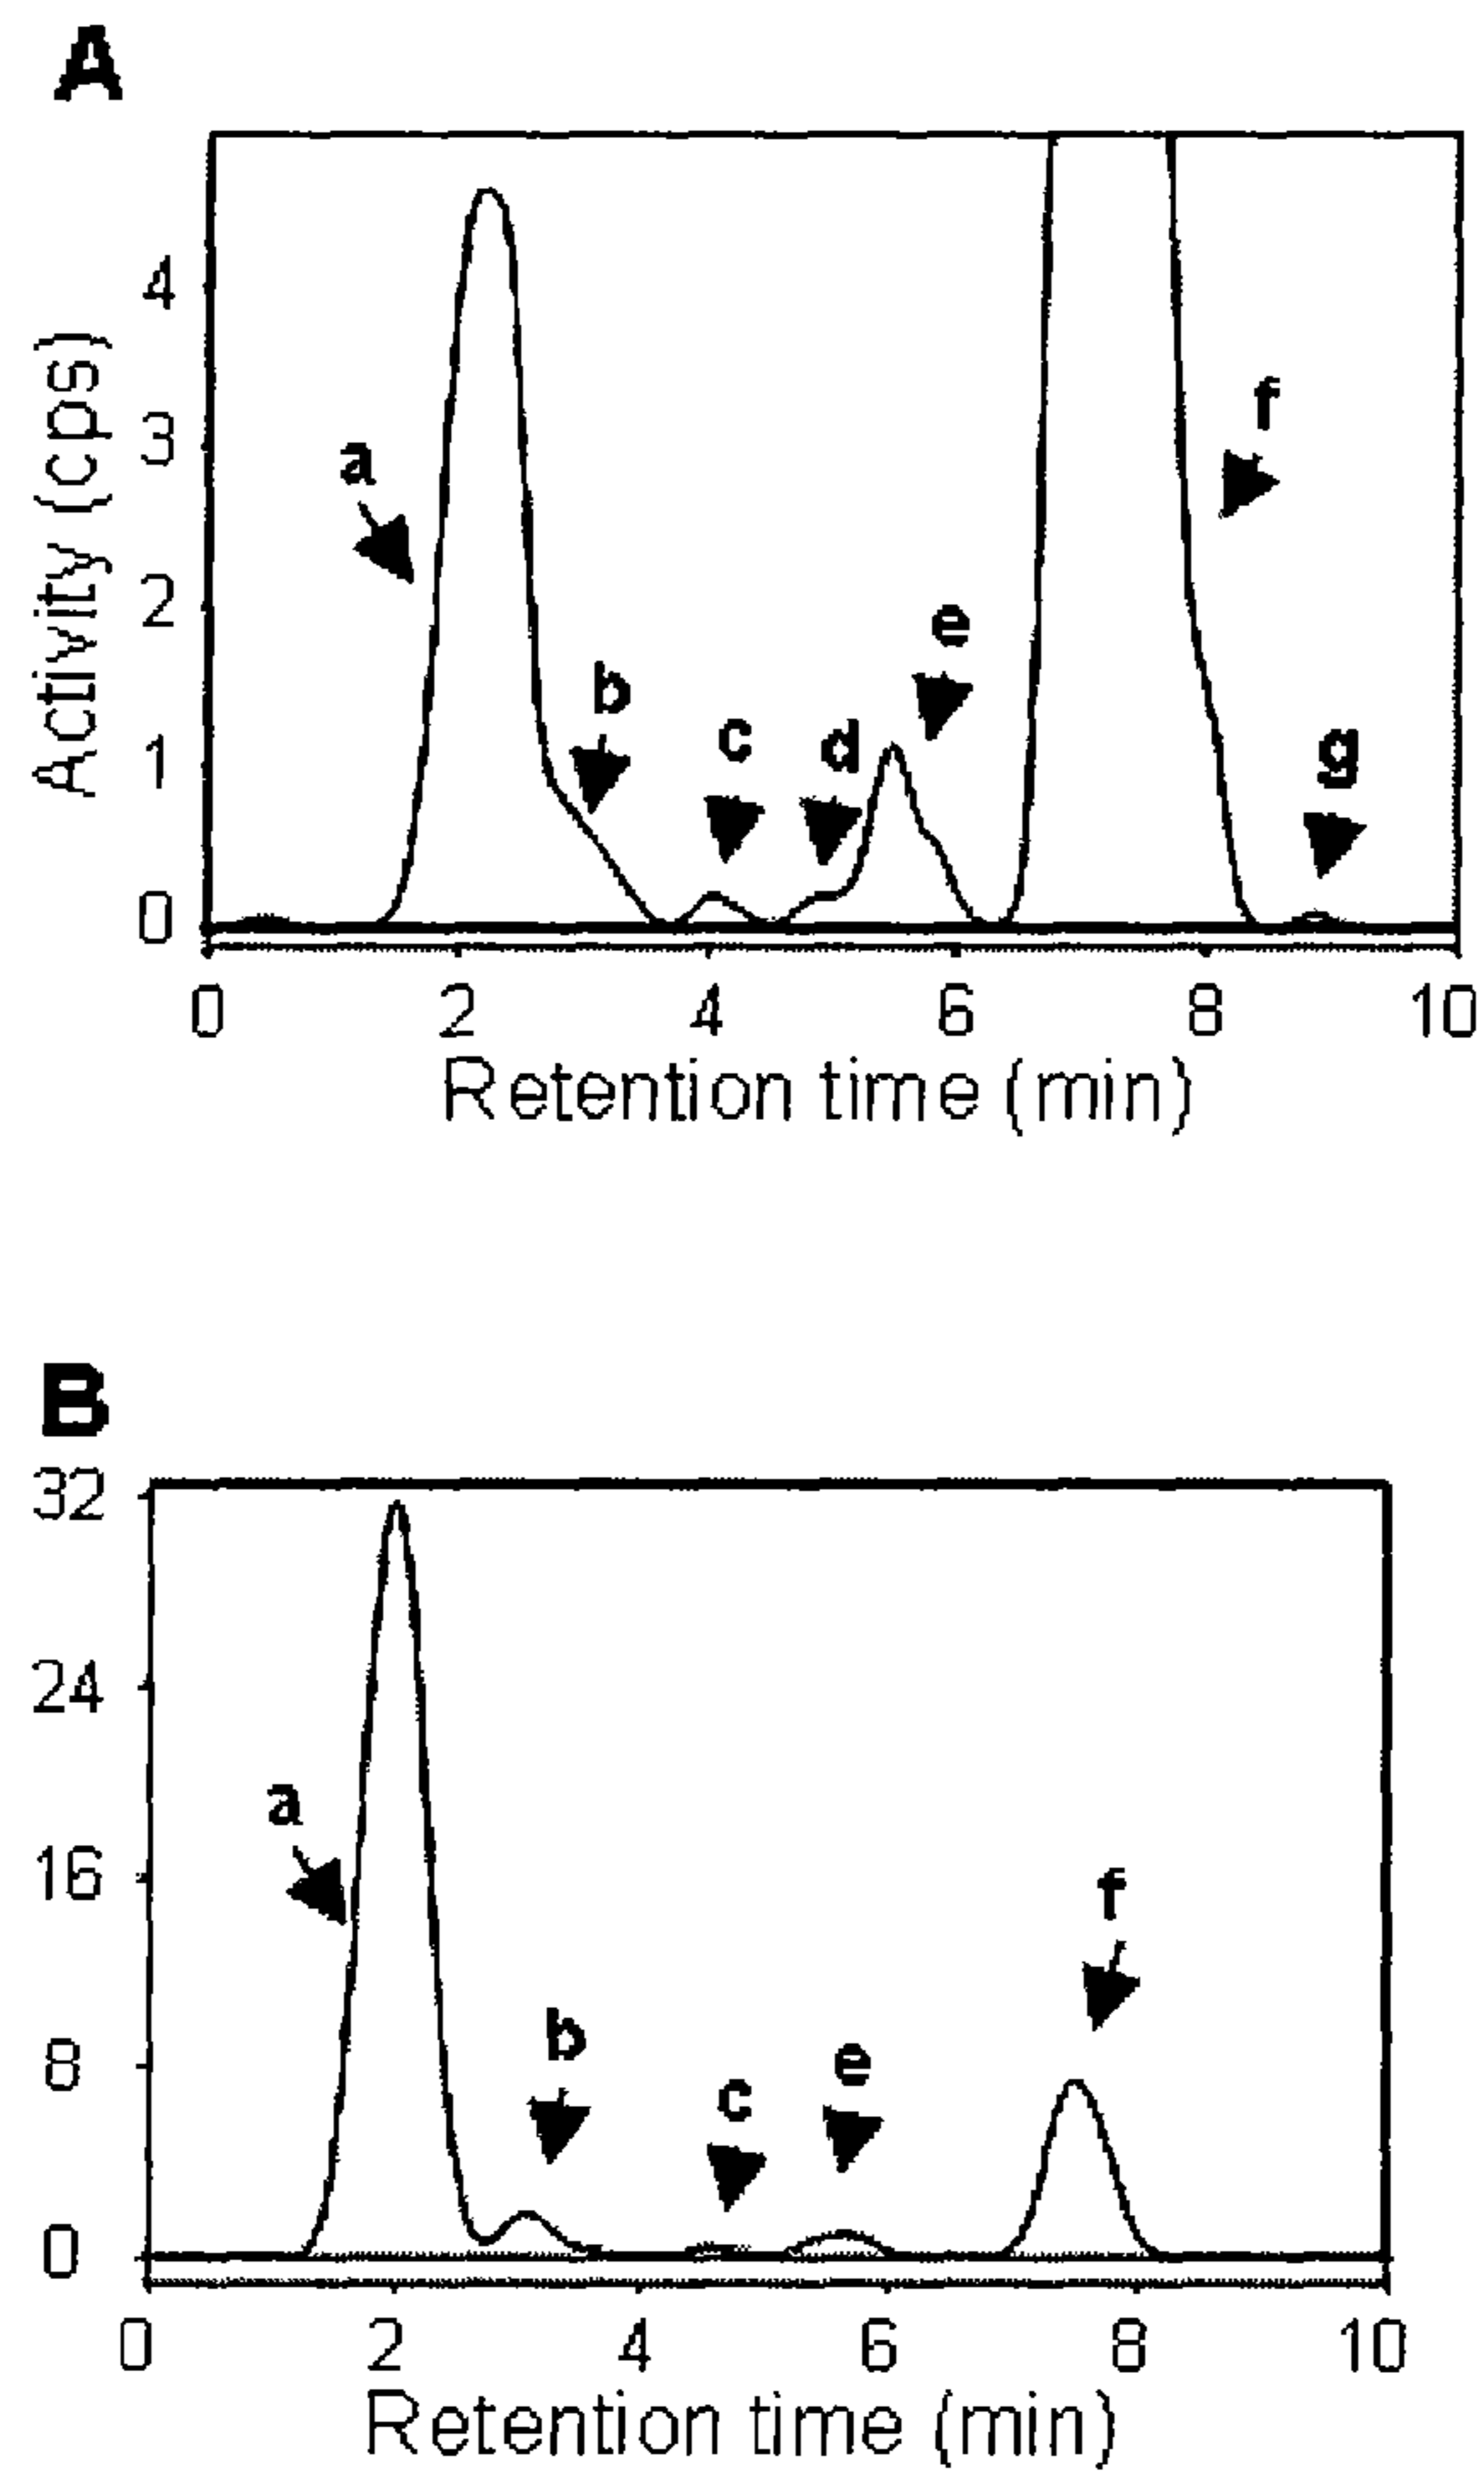 A
Activity (cps)
4
3
2
1
0
a
b
c
d
e
f
g
0 2 4 6 8 10
Retention time (min)
B
32
24
16
8
0
a
b
c
e
f
0 2 4 6 8 10
Retention time (min)